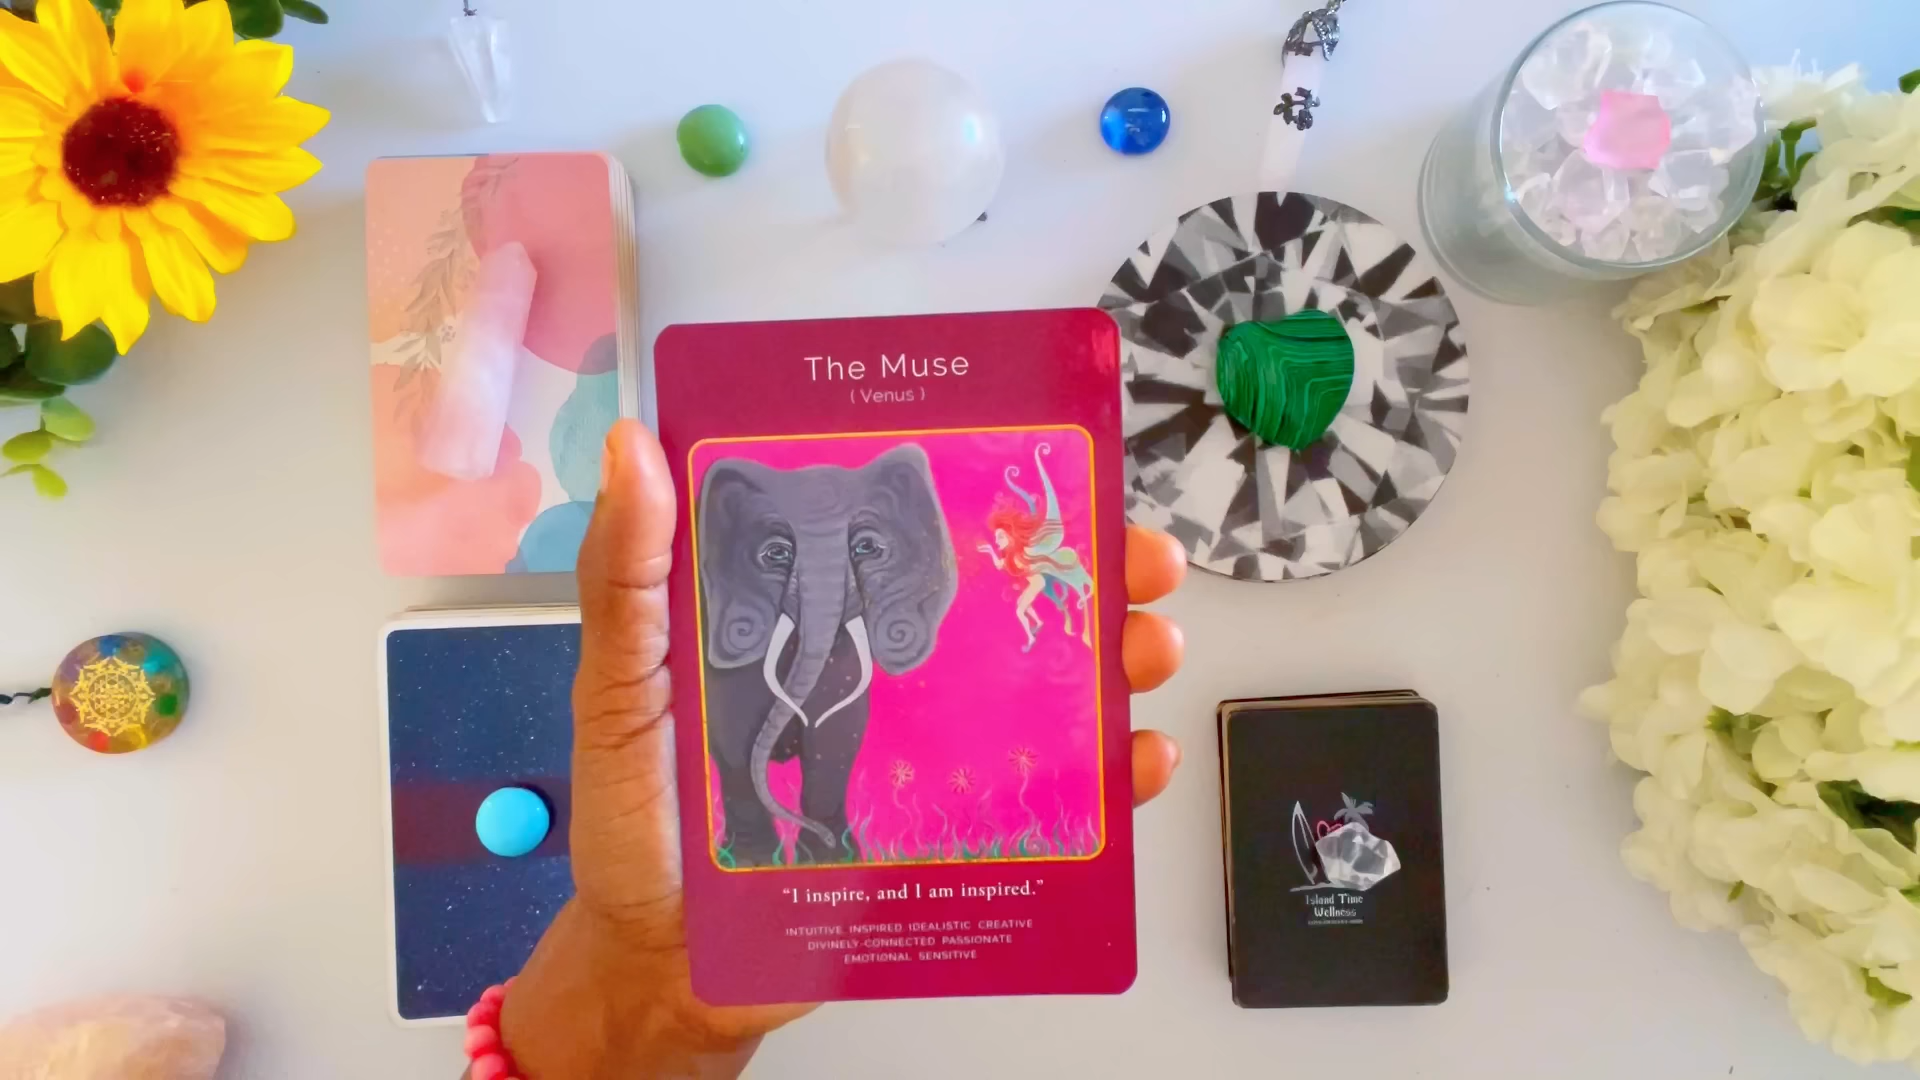 The Muse
( Venus )
“I inspire, and I am inspired.”
INTUITIVE INSPIRED IDEALISTIC CREATIVE
DIVINELY-CONNECTED PASSIONATE
EMOTIONAL SENSITIVE
Island Time
Wellness